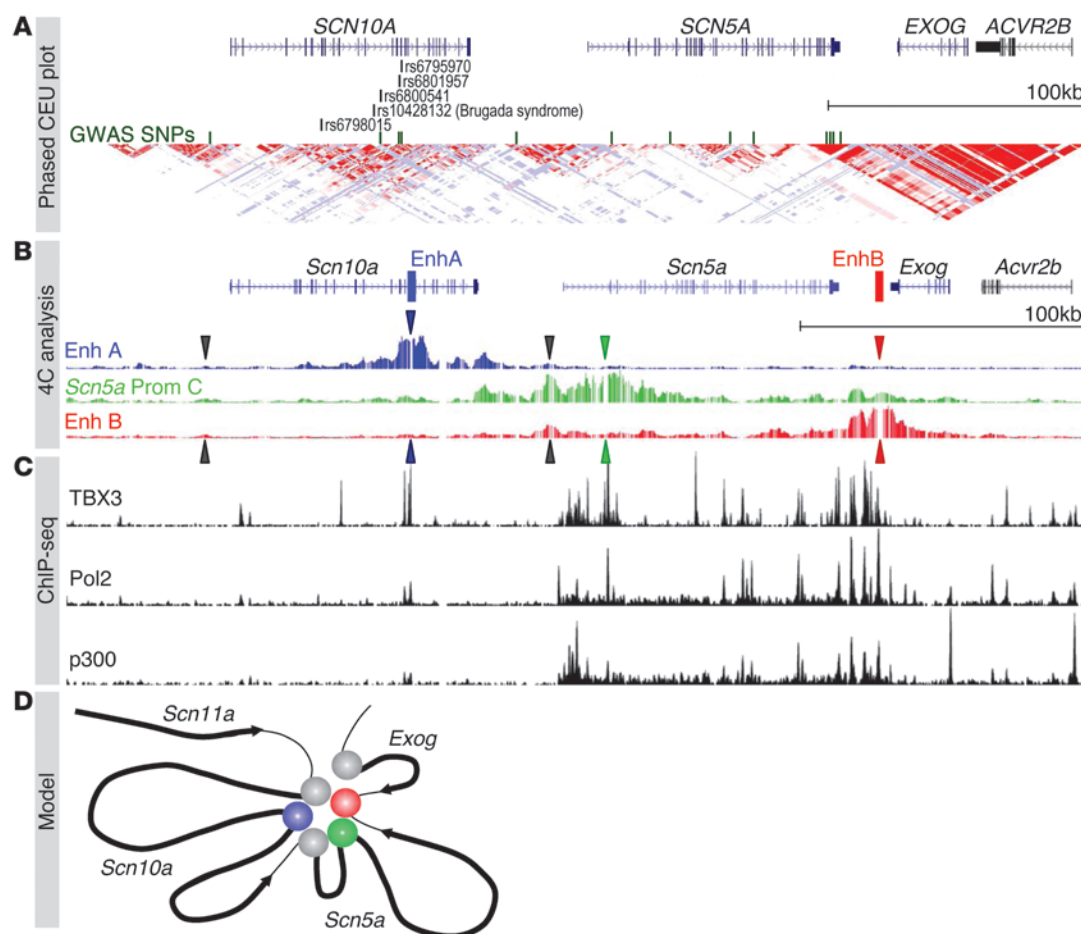 A
Phased CEU plot
SCN10A SCN5A EXOG ACVR2B
rs6795970
rs6801957
rs6800541
rs10428132 (Brugada syndrome)
rs6798015
100kb
GWAS SNPs
B
4C analysis
Scn10a EnhA Scn5a EnhB Exog Acvr2b
100kb
Enh A
Scn5a Prom C
Enh B
C
ChIP-seq
TBX3
Pol2
p300
D
Model
Scn11a
Exog
Scn10a
Scn5a